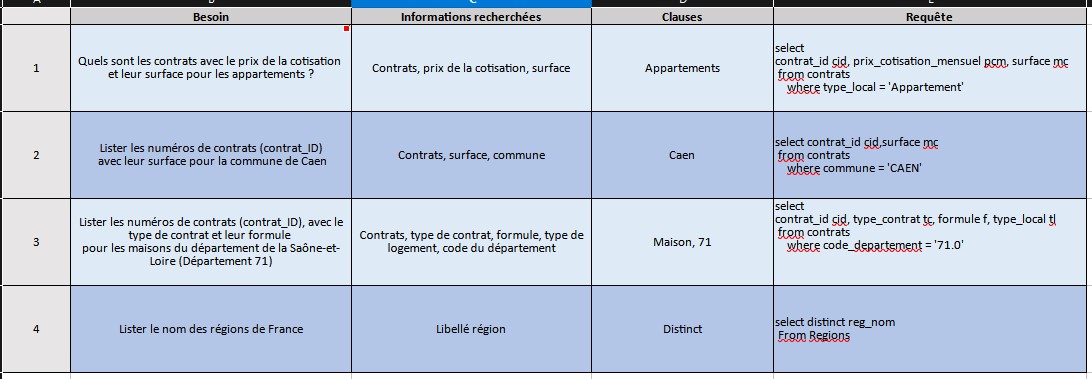 Besoin
Informations recherchées
Clauses
Requête
1
Quels sont les contrats avec le prix de la cotisation
et leur surface pour les appartements ?
Contrats, prix de la cotisation, surface
Appartements
select
contrat_id cid, prix_cotisation_mensuel pcm, surface mc
from contrats
where type_local = 'Appartement'
2
Lister les numéros de contrats (contrat_ID)
avec leur surface pour la commune de Caen
Contrats, surface, commune
Caen
select contrat_id cid,surface mc
from contrats
where commune = 'CAEN'
3
Lister les numéros de contrats (contrat_ID), avec le
type de contrat et leur formule
pour les maisons du département de la Saône-et-
Loire (Département 71)
Contrats, type de contrat, formule, type de
logement, code du département
Maison, 71
select
contrat_id cid, type_contrat tc, formule f, type_local tl
from contrats
where code_departement = '71.0'
4
Lister le nom des régions de France
Libellé région
Distinct
select distinct reg_nom
From Regions